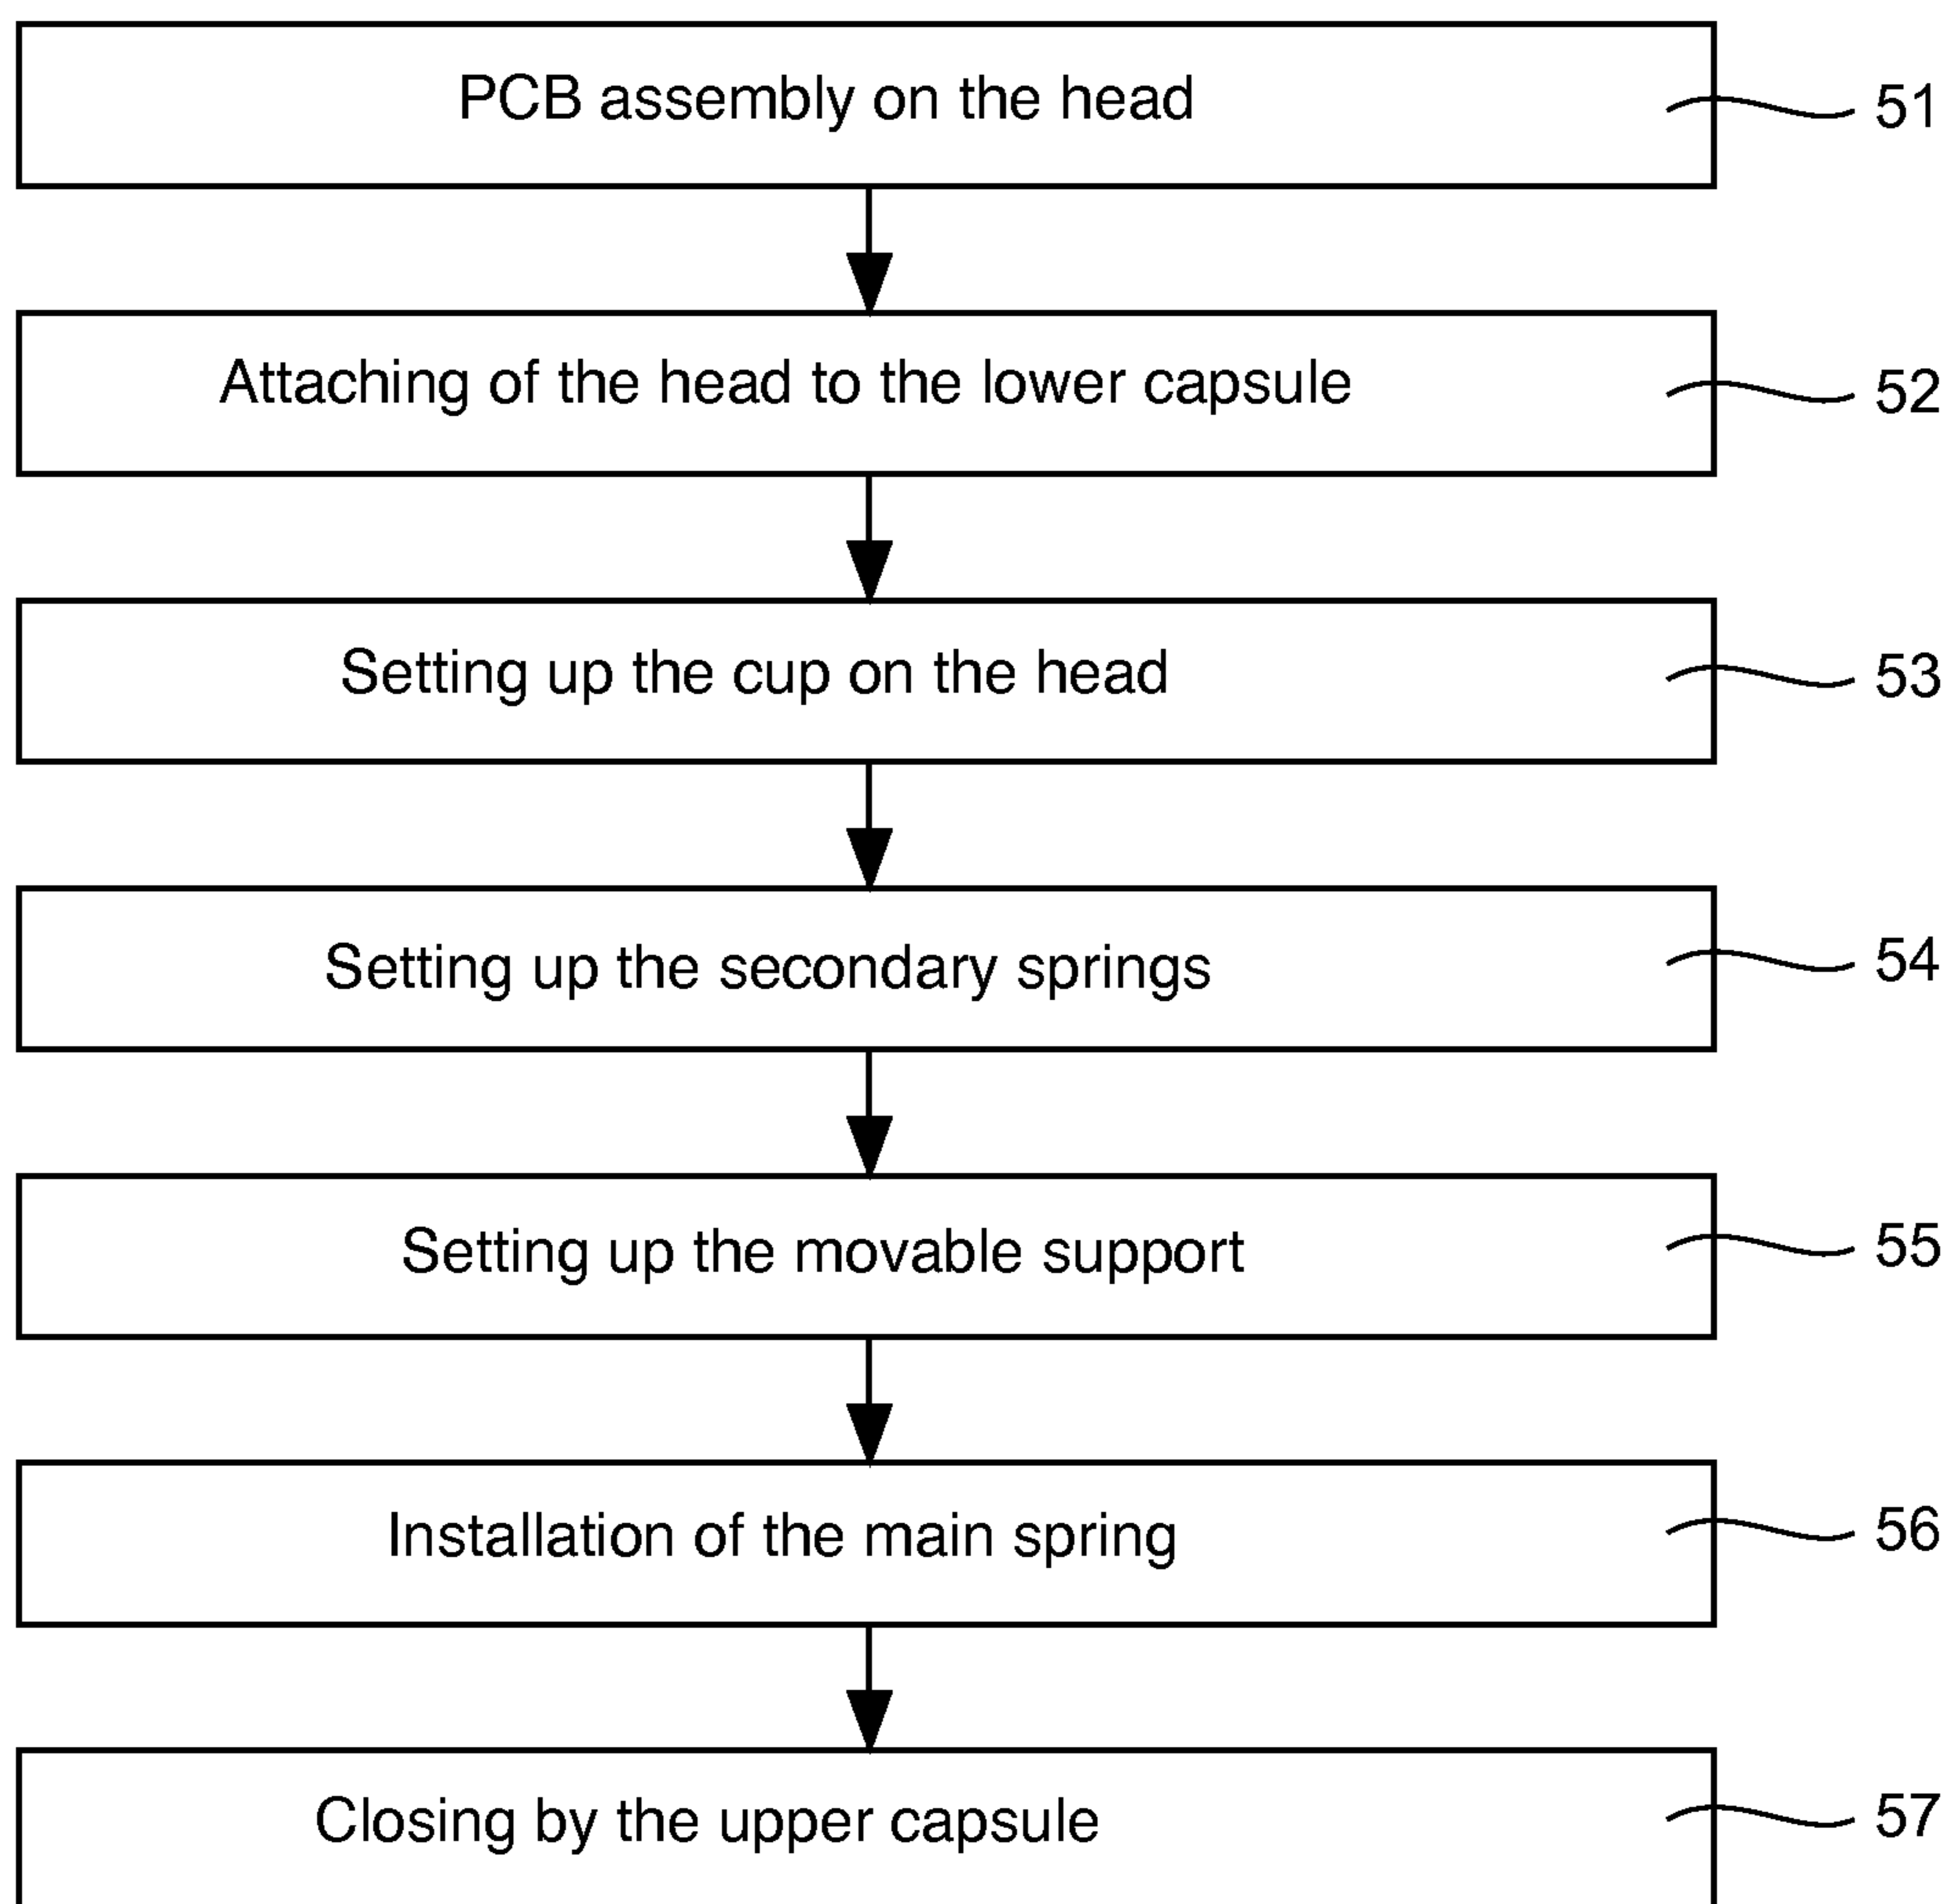 PCB assembly on the head
51
Attaching of the head to the lower capsule
52
Setting up the cup on the head
53
Setting up the secondary springs
54
Setting up the movable support
55
Installation of the main spring
56
Closing by the upper capsule
57